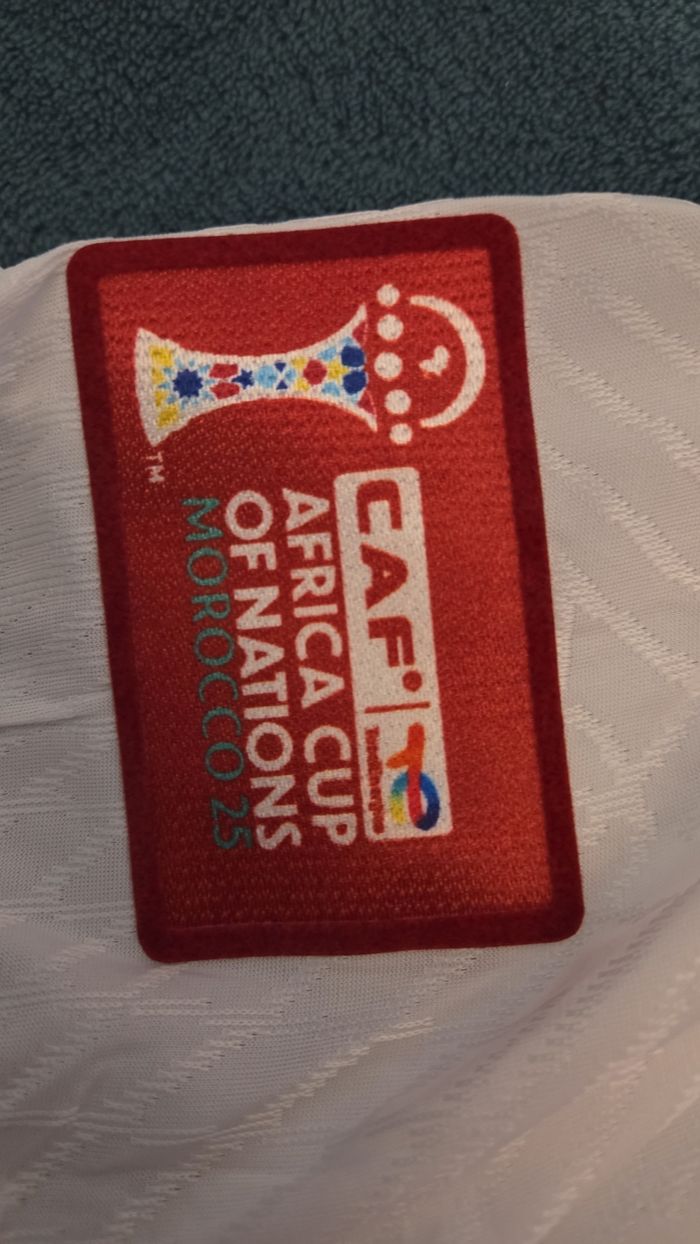 CAF
AFRICA CUP
OF NATIONS
MOROCCO 25
TM